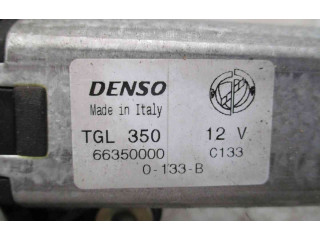 DENSO
Made in Italy
TGL 350 12 V
66350000 C133
0-133-B